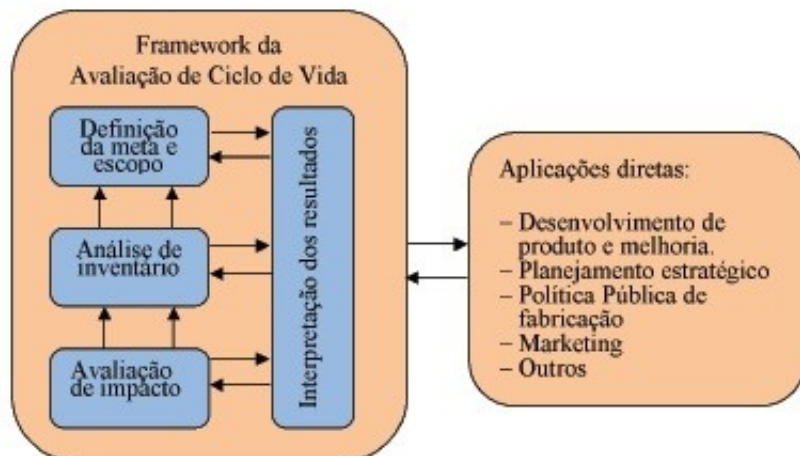 Framework da
Avaliação de Ciclo de Vida
Definição
da meta e
escopo
Análise de
inventário
Avaliação
de impacto
Interpretação dos resultados
Aplicações diretas:
– Desenvolvimento de
produto e melhoria.
– Planejamento estratégico
– Política Pública de
fabricação
– Marketing
– Outros